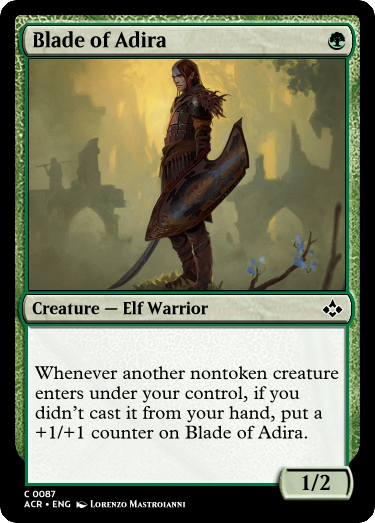 Blade of Adira
Creature — Elf Warrior
Whenever another nontoken creature
enters under your control, if you
didn't cast it from your hand, put a
+1/+1 counter on Blade of Adira.
1/2
C 0087
ACR • ENG Lorenzo Mastroianni